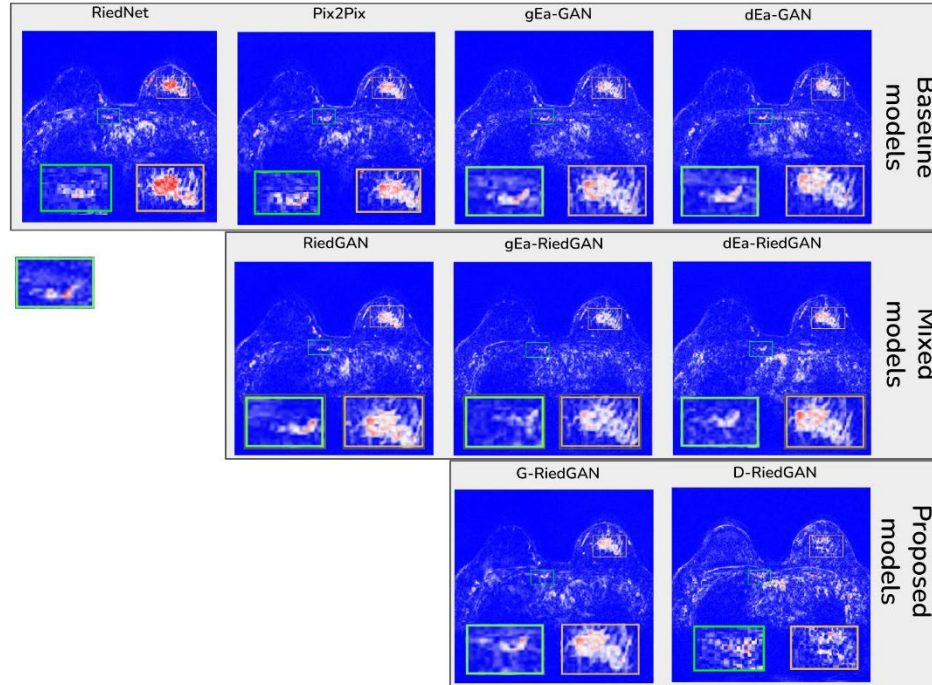 RiedNet
Pix2Pix
gEa-GAN
dEa-GAN
Baseline
models
RiedGAN
gEa-RiedGAN
dEa-RiedGAN
Mixed
models
G-RiedGAN
D-RiedGAN
Proposed
models